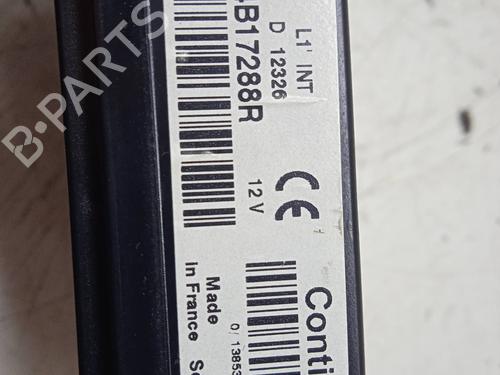 L1' INT
D 12326
B17288R
12 V
CE
Made
in France
Conti
B-PARTS